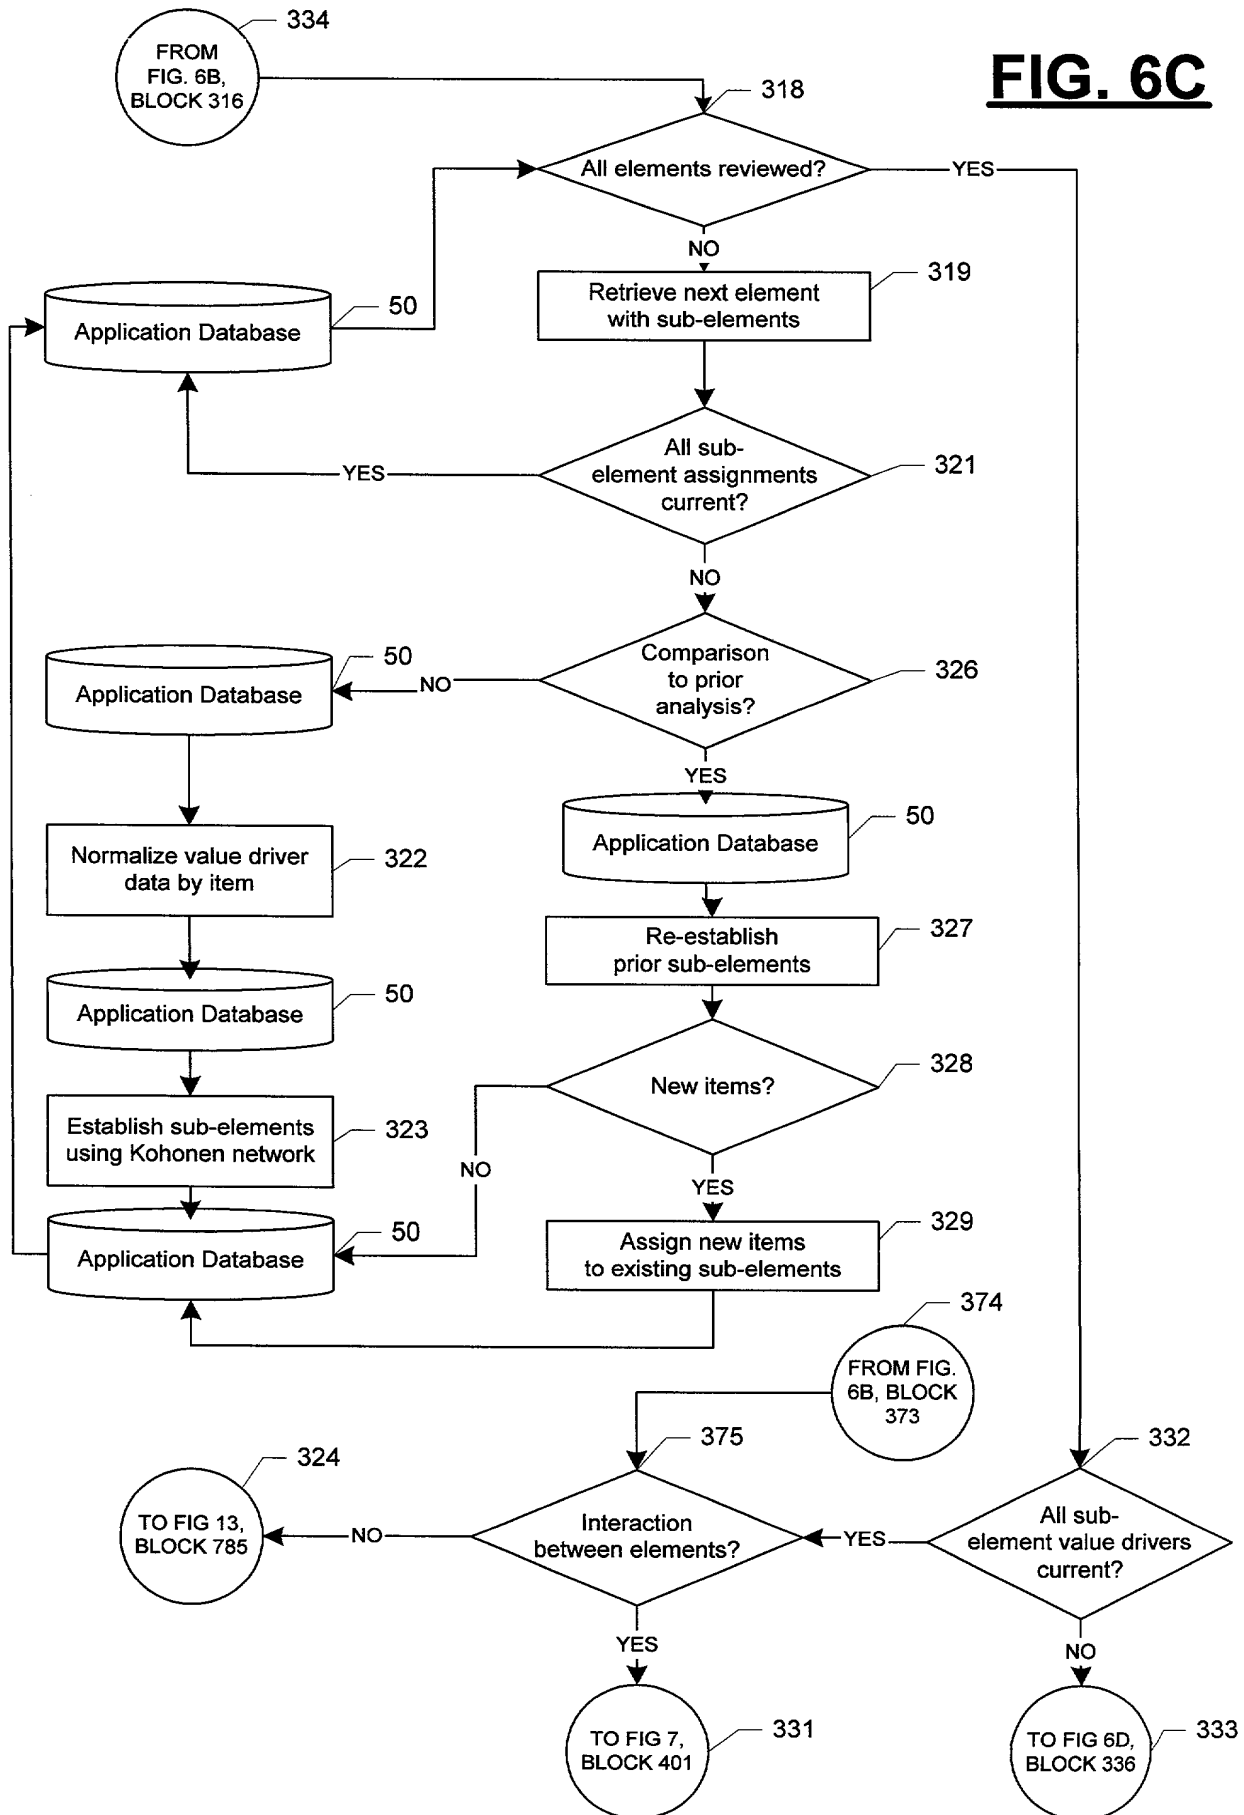 334
FROM
FIG. 6B,
BLOCK 316
FIG. 6C
318
All elements reviewed?
YES
NO
319
Retrieve next element
with sub-elements
50
Application Database
All sub-
element assignments
current?
321
YES
NO
Comparison
to prior
analysis?
326
50
Application Database
NO
YES
50
Application Database
Normalize value driver
data by item
322
Re-establish
prior sub-elements
327
50
Application Database
New items?
328
Establish sub-elements
using Kohonen network
323
NO
YES
50
Application Database
Assign new items
to existing sub-elements
329
374
FROM FIG.
6B, BLOCK
373
375
332
324
TO FIG 13,
BLOCK 785
NO
Interaction
between elements?
YES
All sub-
element value drivers
current?
YES
NO
TO FIG 7,
BLOCK 401
331
TO FIG 6D,
BLOCK 336
333